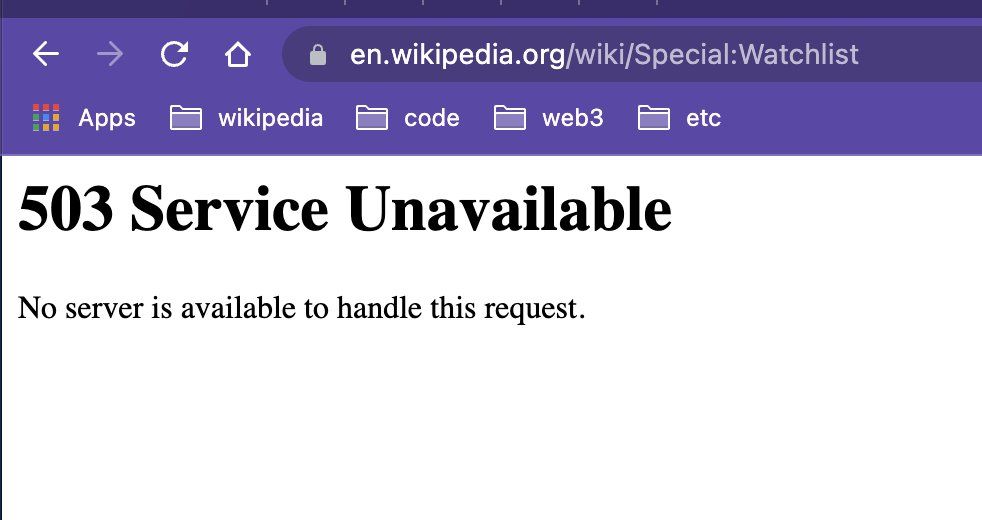 en.wikipedia.org/wiki/Special:Watchlist
Apps wikipedia code web3 etc
503 Service Unavailable
No server is available to handle this request.